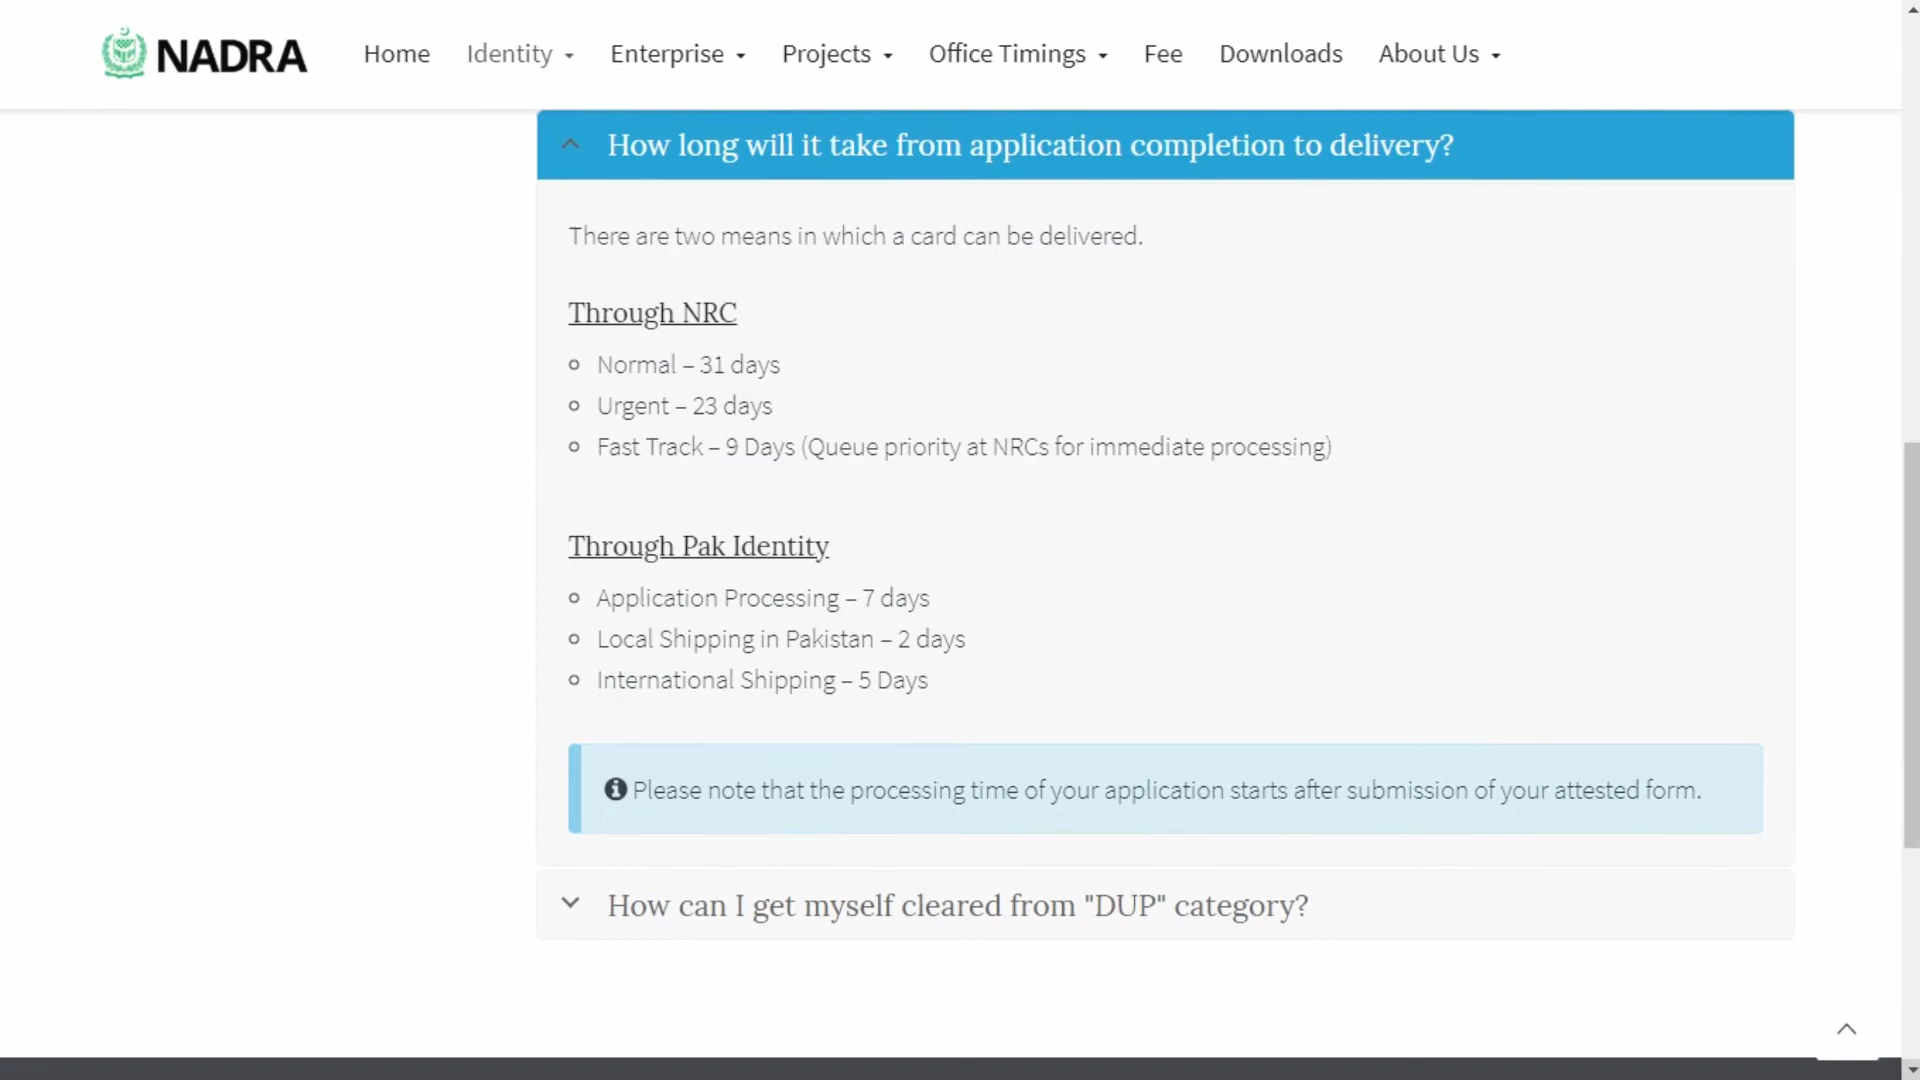 NADRA
Home
Identity
Enterprise
Projects
Office Timings
Fee
Downloads
About Us
How long will it take from application completion to delivery?
There are two means in which a card can be delivered.
Through NRC
Normal – 31 days
Urgent – 23 days
Fast Track – 9 Days (Queue priority at NRCs for immediate processing)
Through Pak Identity
Application Processing – 7 days
Local Shipping in Pakistan – 2 days
International Shipping – 5 Days
Please note that the processing time of your application starts after submission of your attested form.
How can I get myself cleared from "DUP" category?